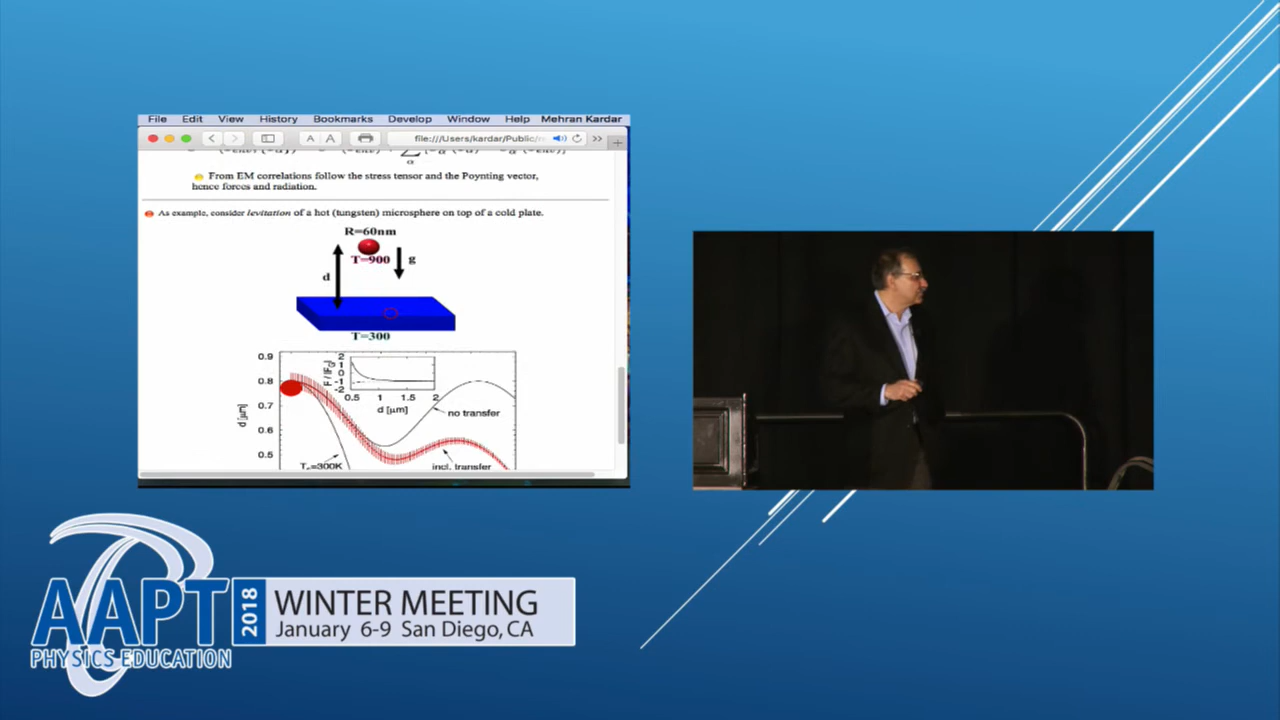 File Edit View History Bookmarks Develop Window Help Mehran Kardar
A A file:///Users/kardar/Public/r >>
From EM correlations follow the stress tensor and the Poynting vector,
hence forces and radiation.
As example, consider levitation of a hot (tungsten) microsphere on top of a cold plate.
R=60nm
T=900 g
d
T=300
0.9
0.8
0.7
0.6
0.5
d [μm]
2
1
0
-1
-2
F / |F_G|
0.5 1 1.5 2
d [μm]
no transfer
=300K
incl. transfer
AAPT
PHYSICS EDUCATION
2018
WINTER MEETING
January 6-9 San Diego, CA